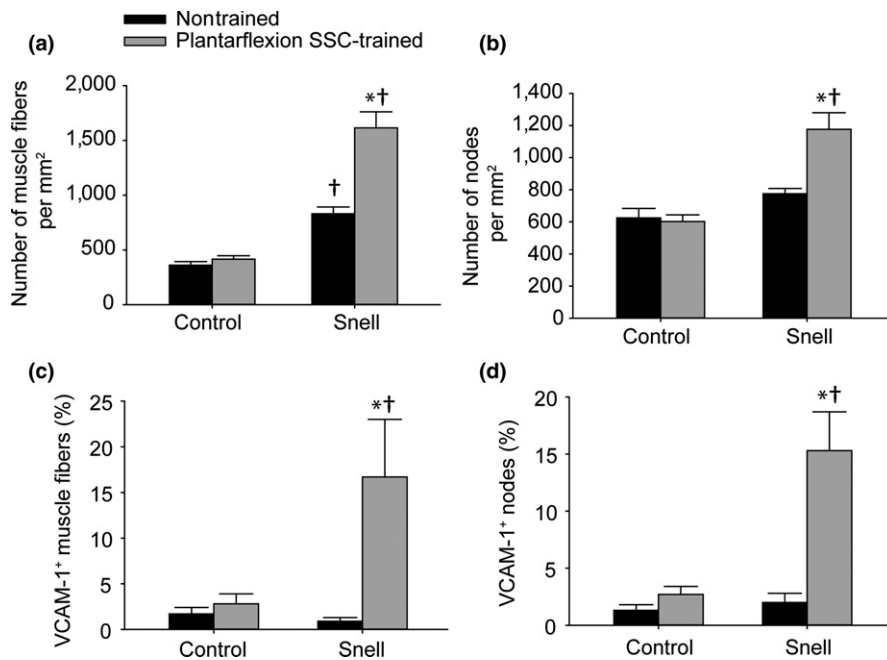 Nontrained
Plantarflexion SSC-trained
(a)
Number of muscle fibers
per mm²
2,000
1,500
1,000
500
0
†
*†
Control
Snell
(b)
Number of nodes
per mm²
1,400
1,200
1,000
800
600
400
200
0
*†
Control
Snell
(c)
VCAM-1⁺ muscle fibers (%)
25
20
15
10
5
0
*†
Control
Snell
(d)
VCAM-1⁺ nodes (%)
20
15
10
5
0
*†
Control
Snell